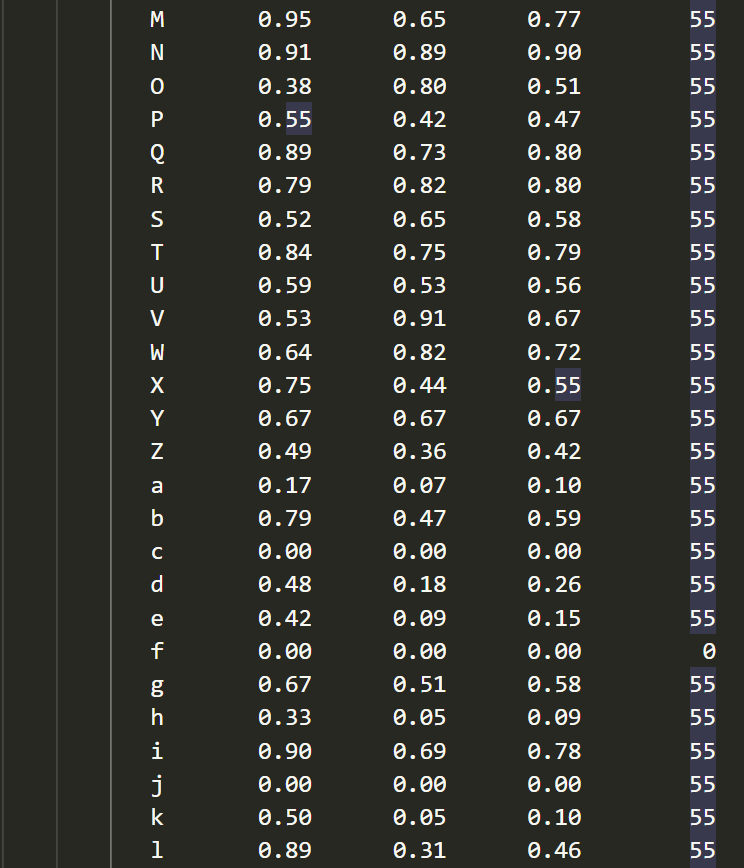 M 0.95 0.65 0.77 55
N 0.91 0.89 0.90 55
O 0.38 0.80 0.51 55
P 0.55 0.42 0.47 55
Q 0.89 0.73 0.80 55
R 0.79 0.82 0.80 55
S 0.52 0.65 0.58 55
T 0.84 0.75 0.79 55
U 0.59 0.53 0.56 55
V 0.53 0.91 0.67 55
W 0.64 0.82 0.72 55
X 0.75 0.44 0.55 55
Y 0.67 0.67 0.67 55
Z 0.49 0.36 0.42 55
a 0.17 0.07 0.10 55
b 0.79 0.47 0.59 55
c 0.00 0.00 0.00 55
d 0.48 0.18 0.26 55
e 0.42 0.09 0.15 55
f 0.00 0.00 0.00 0
g 0.67 0.51 0.58 55
h 0.33 0.05 0.09 55
i 0.90 0.69 0.78 55
j 0.00 0.00 0.00 55
k 0.50 0.05 0.10 55
l 0.89 0.31 0.46 55